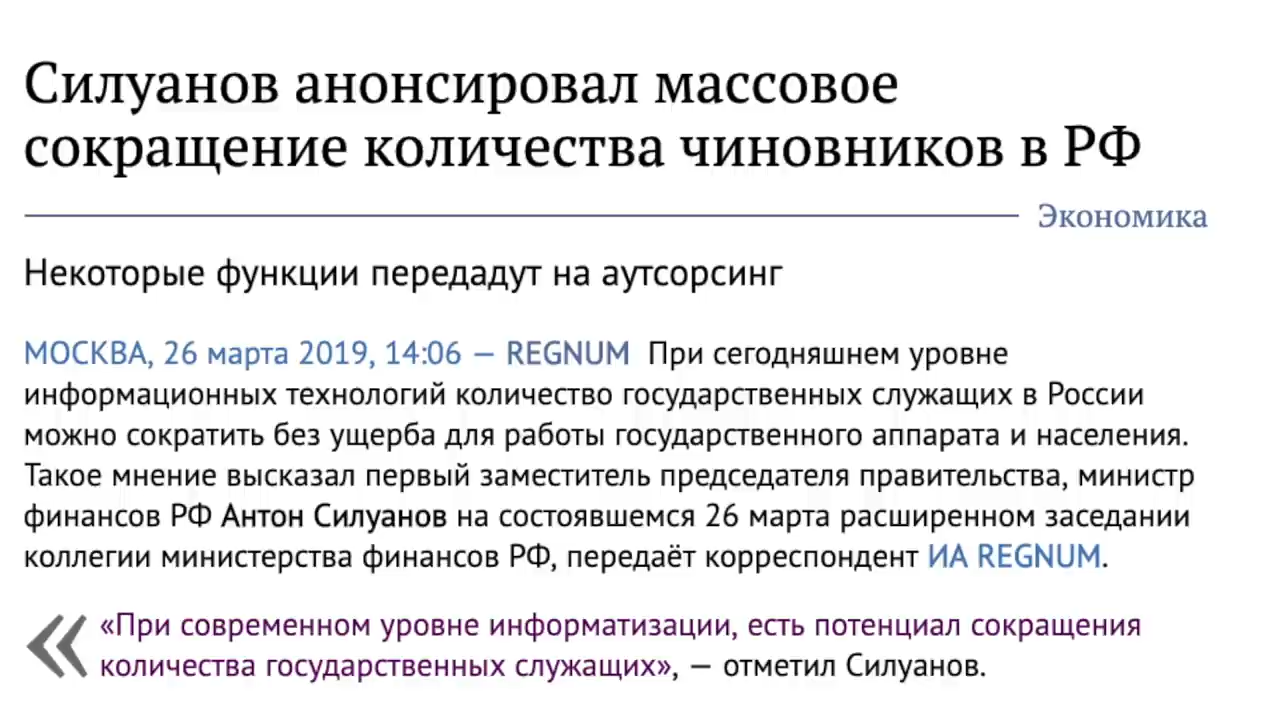 Силуанов анонсировал массовое
сокращение количества чиновников в РФ
Экономика
Некоторые функции передадут на аутсорсинг
МОСКВА, 26 марта 2019, 14:06 — REGNUM При сегодняшнем уровне
информационных технологий количество государственных служащих в России
можно сократить без ущерба для работы государственного аппарата и населения.
Такое мнение высказал первый заместитель председателя правительства, министр
финансов РФ Антон Силуанов на состоявшемся 26 марта расширенном заседании
коллегии министерства финансов РФ, передаёт корреспондент ИА REGNUM.
«При современном уровне информатизации, есть потенциал сокращения
количества государственных служащих», — отметил Силуанов.